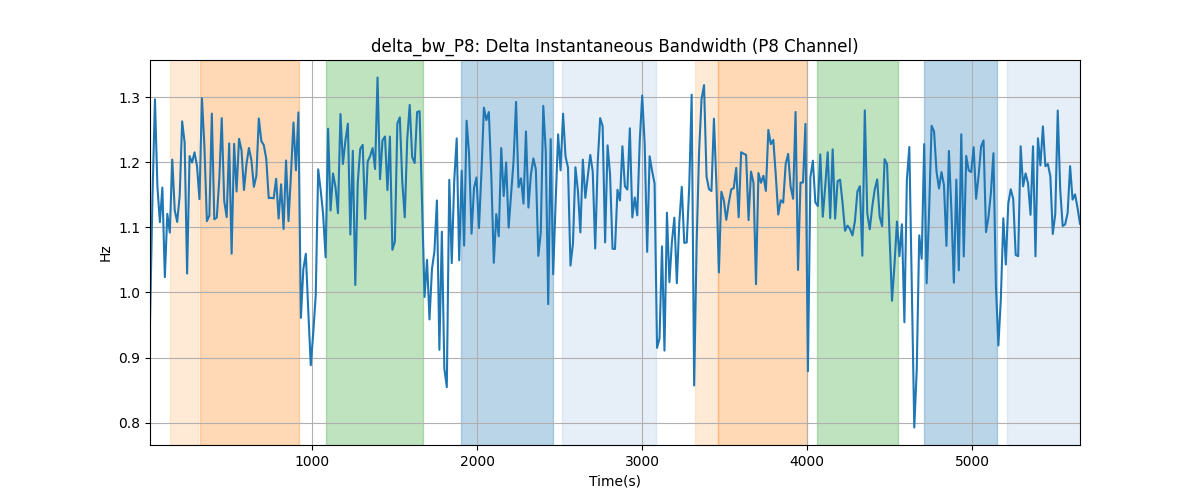 delta_bw_P8: Delta Instantaneous Bandwidth (P8 Channel)
Hz
1.3
1.2
1.1
1.0
0.9
0.8
1000 2000 3000 4000 5000
Time(s)